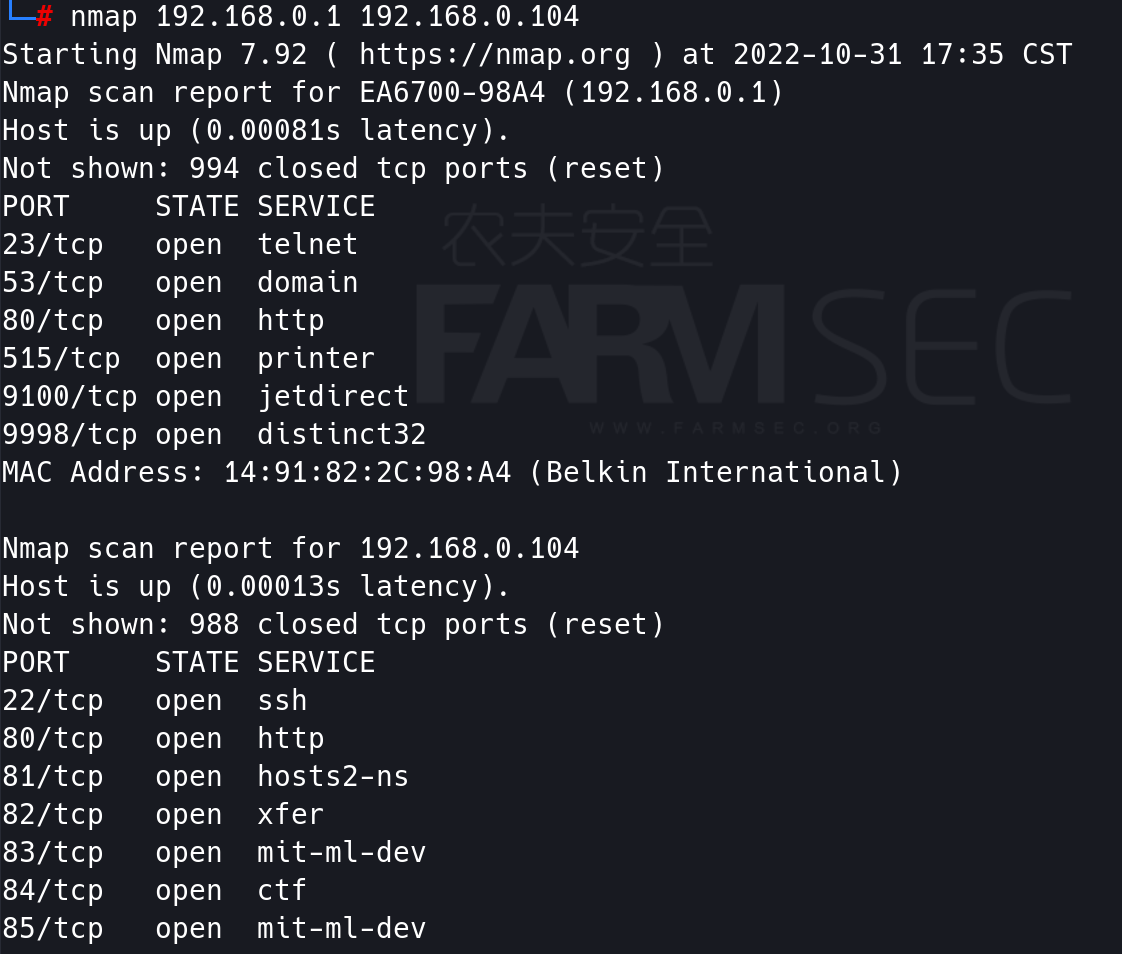 └─# nmap 192.168.0.1 192.168.0.104
Starting Nmap 7.92 ( https://nmap.org ) at 2022-10-31 17:35 CST
Nmap scan report for EA6700-98A4 (192.168.0.1)
Host is up (0.00081s latency).
Not shown: 994 closed tcp ports (reset)
PORT     STATE SERVICE
23/tcp   open  telnet
53/tcp   open  domain
80/tcp   open  http
515/tcp  open  printer
9100/tcp open  jetdirect
9998/tcp open  distinct32
MAC Address: 14:91:82:2C:98:A4 (Belkin International)

Nmap scan report for 192.168.0.104
Host is up (0.00013s latency).
Not shown: 988 closed tcp ports (reset)
PORT     STATE SERVICE
22/tcp   open  ssh
80/tcp   open  http
81/tcp   open  hosts2-ns
82/tcp   open  xfer
83/tcp   open  mit-ml-dev
84/tcp   open  ctf
85/tcp   open  mit-ml-dev
农夫安全
FARMSEC
WWW.FARMSEC.ORG